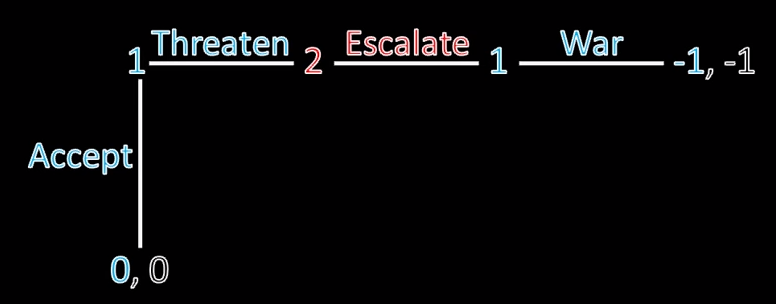 1 Threaten 2 Escalate 1 War -1, -1
Accept
0, 0